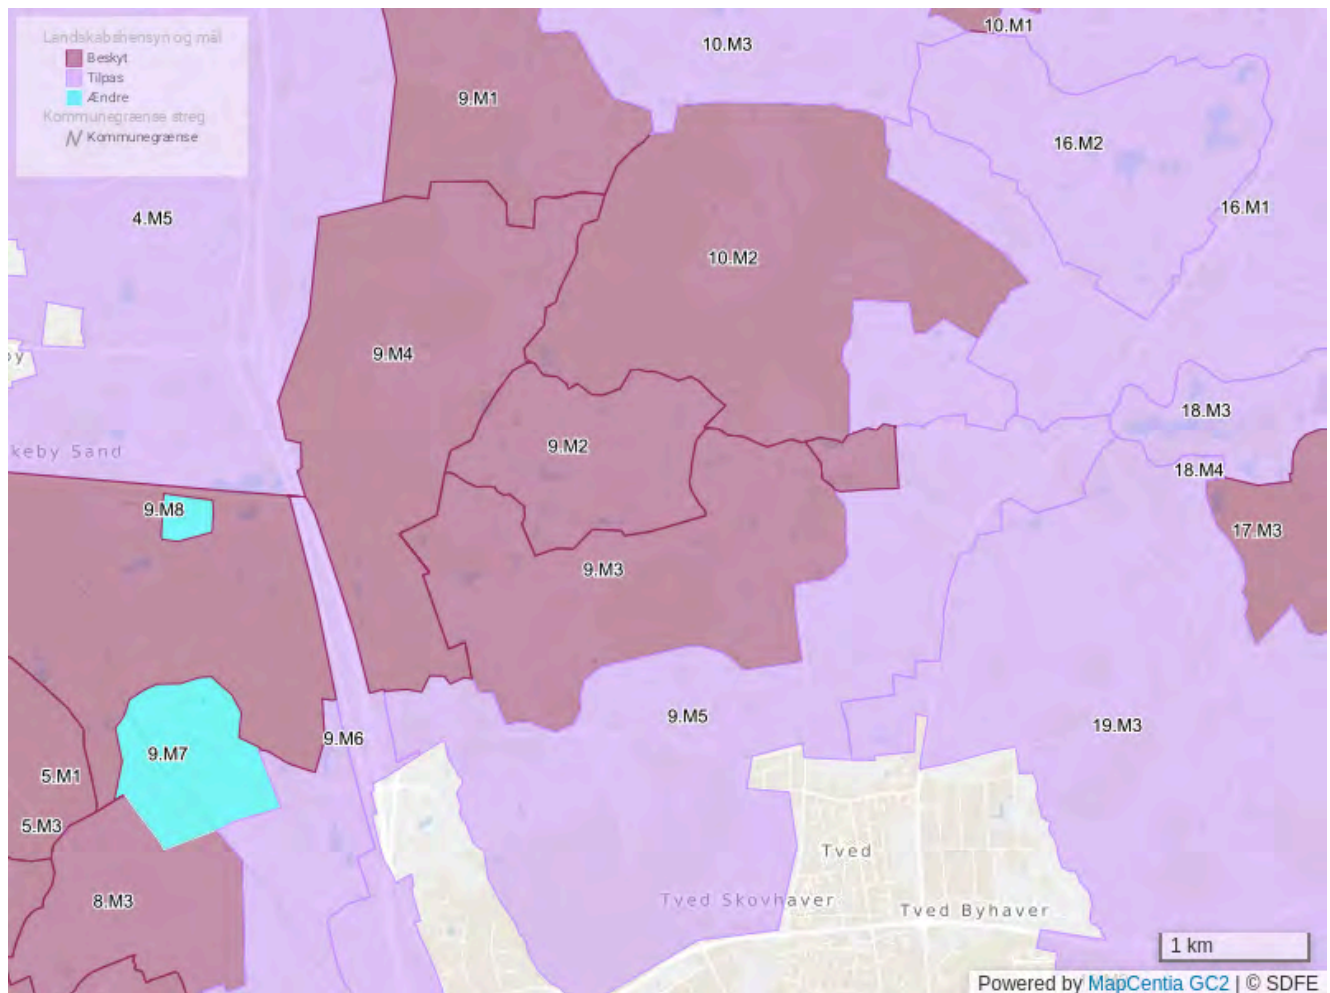 Landskabshensyn og mål
Beskyt
Tilpas
Ændre
Kommunegrænse streg
Kommunegrænse
10.M1
10.M3
9.M1
16.M2
4.M5
16.M1
10.M2
9.M4
18.M3
9.M2
keby Sand
18.M4
9.M8
17.M3
9.M3
9.M5
19.M3
9.M6
9.M7
5.M1
5.M3
Tved
8.M3
Tved Skovhaver
Tved Byhaver
1 km
Powered by MapCentia GC2 | © SDFE